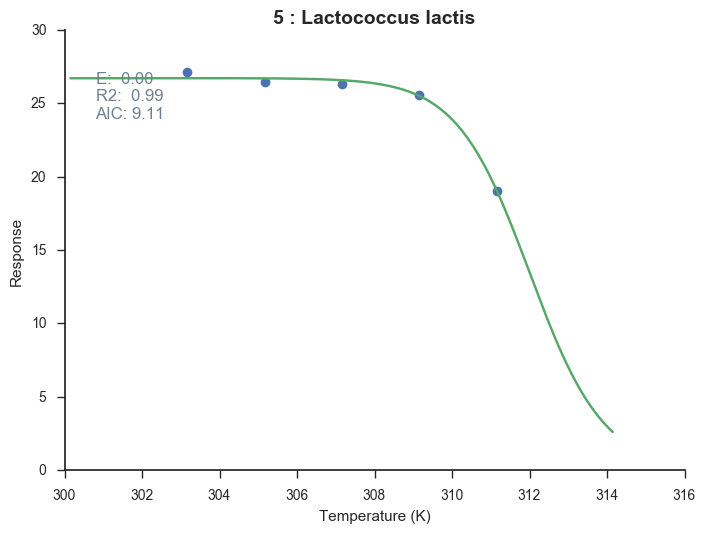 5 : Lactococcus lactis
30
E: 0.00
R2: 0.99
AIC: 9.11
25
20
15
10
5
0
Response
300 302 304 306 308 310 312 314 316
Temperature (K)